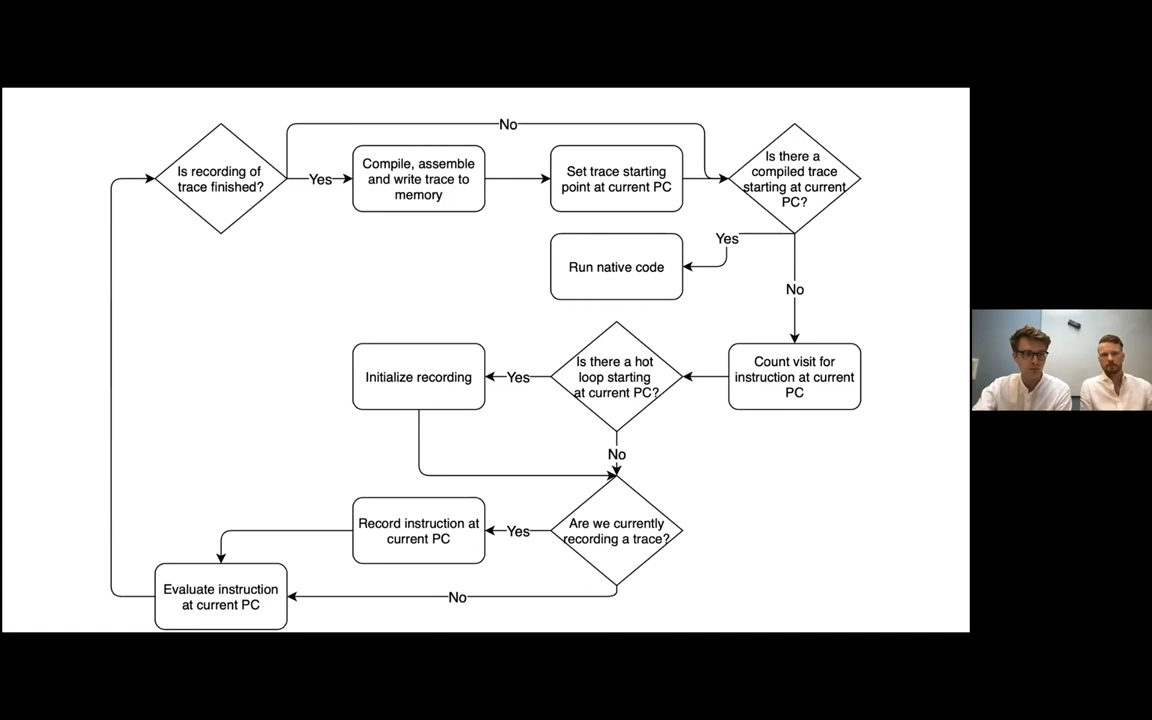 No
Is recording of
trace finished?
Yes
Compile, assemble
and write trace to
memory
Set trace starting
point at current PC
Is there a
compiled trace
starting at current
PC?
Yes
Run native code
No
Initialize recording
Yes
Is there a hot
loop starting
at current PC?
Count visit for
instruction at current
PC
No
Record instruction at
current PC
Yes
Are we currently
recording a trace?
Evaluate instruction
at current PC
No